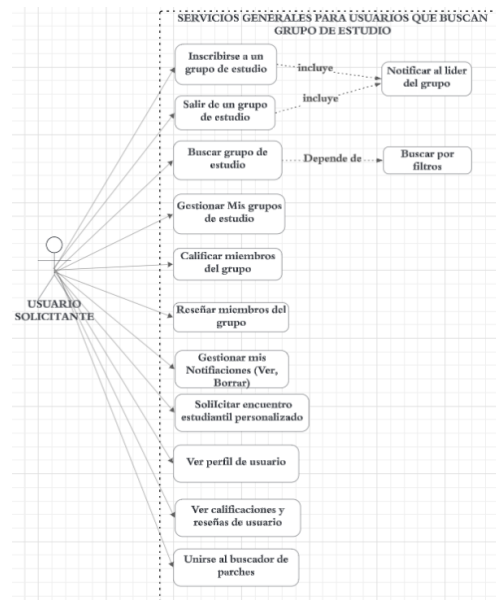 SERVICIOS GENERALES PARA USUARIOS QUE BUSCAN
GRUPO DE ESTUDIO
Inscribirse a un
grupo de estudio
incluye
Notificar al lider
del grupo
Salir de un grupo
de estudio
incluye
Buscar grupo de
estudio
Depende de
Buscar por
filtros
Gestionar Mis grupos
de estudio
Calificar miembros
del grupo
USUARIO
SOLICITANTE
Reseñar miembros del
grupo
Gestionar mis
Notifiaciones (Ver,
Borrar)
SoliIcitar encuentro
estudiantil personalizado
Ver perfil de usuario
Ver calificaciones y
reseñas de usuario
Unirse al buscador de
parches